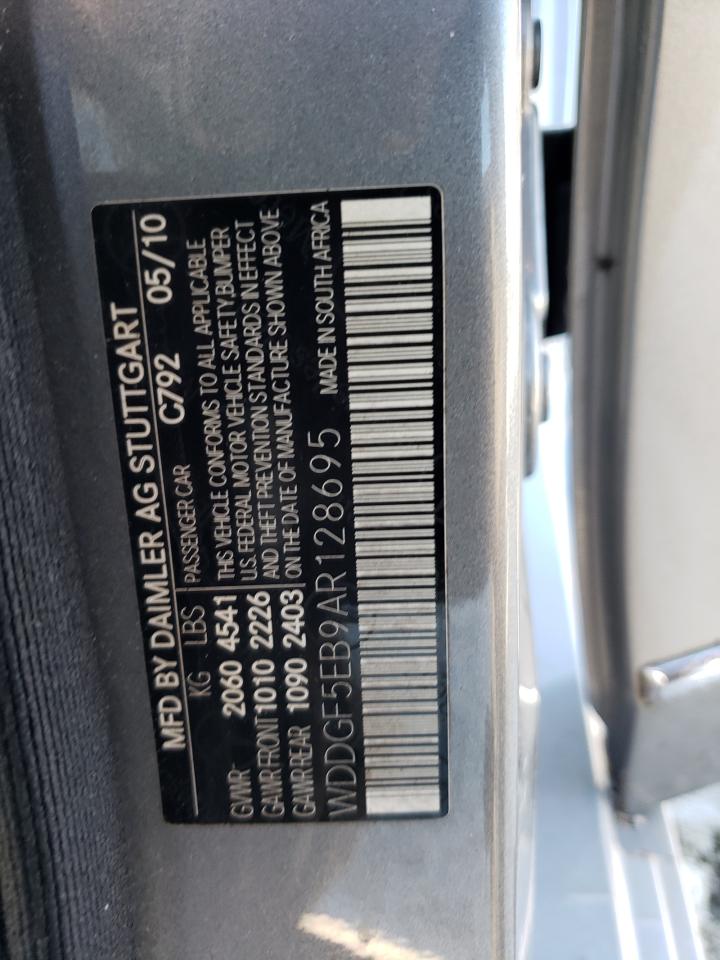 MFD BY DAIMLER AG STUTTGART
C792 05/10
KG LBS PASSENGER CAR
GVWR 2060 4541
GAWR FRONT 1010 2226
GAWR REAR 1090 2403
THIS VEHICLE CONFORMS TO ALL APPLICABLE
U.S. FEDERAL MOTOR VEHICLE SAFETY, BUMPER
AND THEFT PREVENTION STANDARDS IN EFFECT
ON THE DATE OF MANUFACTURE SHOWN ABOVE
WDDGF5EB9AR128695 MADE IN SOUTH AFRICA